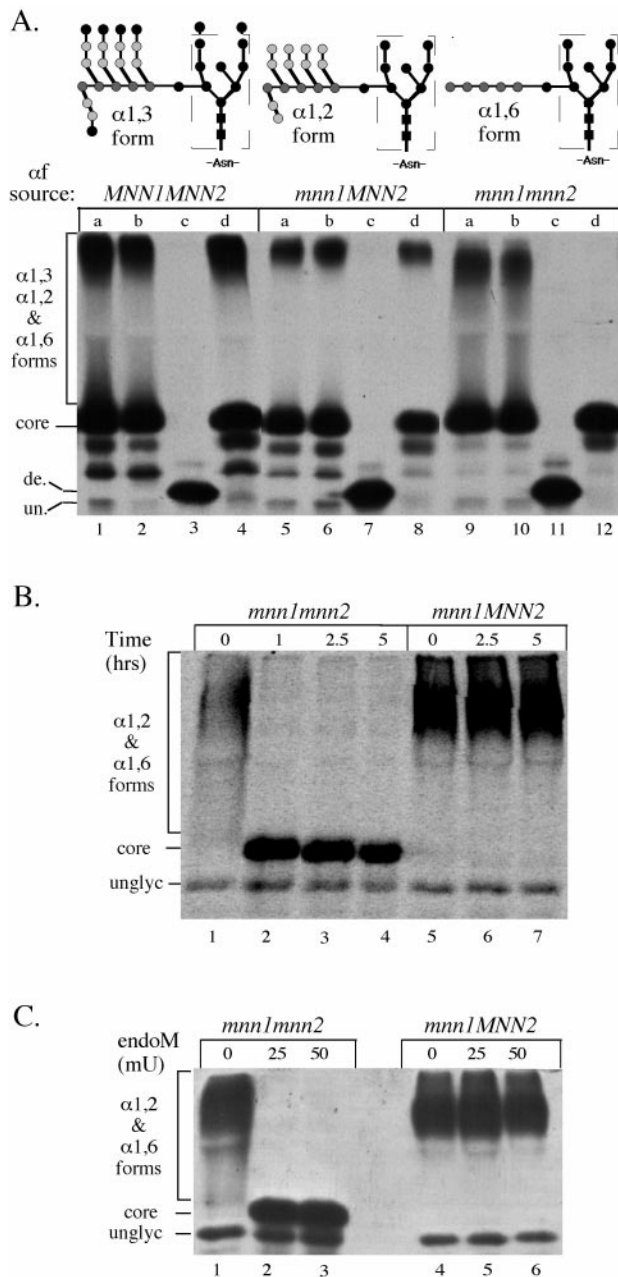 A.
α1,3 form
α1,2 form
α1,6 form
–Asn– –Asn– –Asn–
αf source: MNN1MNN2 mnn1MNN2 mnn1mnn2
a b c d a b c d a b c d
α1,3
α1,2
&
α1,6
forms
core
de.
un.
1 2 3 4 5 6 7 8 9 10 11 12
B.
mnn1mnn2 mnn1MNN2
Time (hrs) 0 1 2.5 5 0 2.5 5
α1,2
&
α1,6
forms
core
unglyc
1 2 3 4 5 6 7
C.
mnn1mnn2 mnn1MNN2
endoM (mU) 0 25 50 0 25 50
α1,2
&
α1,6
forms
core
unglyc
1 2 3 4 5 6